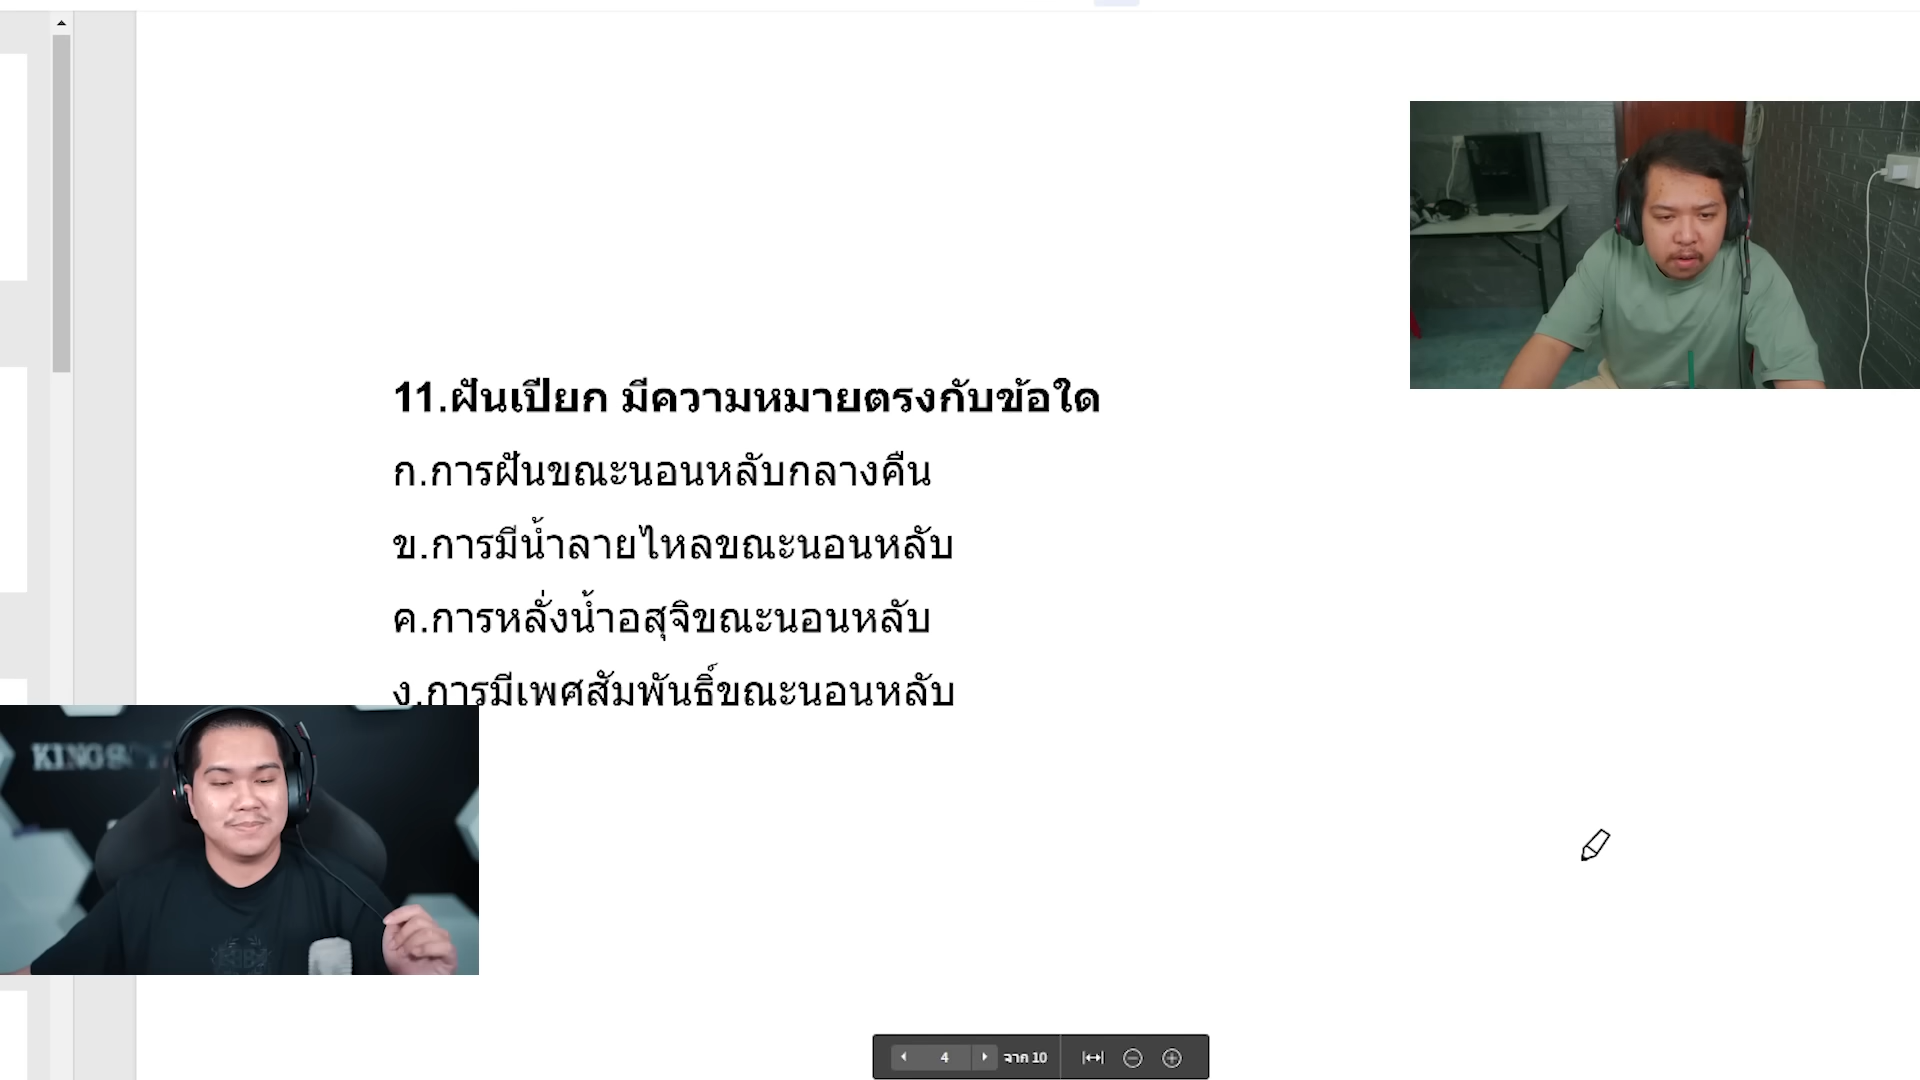 11.ฝันเปียก มีความหมายตรงกับข้อใด
ก.การฝันขณะนอนหลับกลางคืน
ข.การมีน้ำลายไหลขณะนอนหลับ
ค.การหลั่งน้ำอสุจิขณะนอนหลับ
ง.การมีเพศสัมพันธิ์ขณะนอนหลับ
4 จาก 10